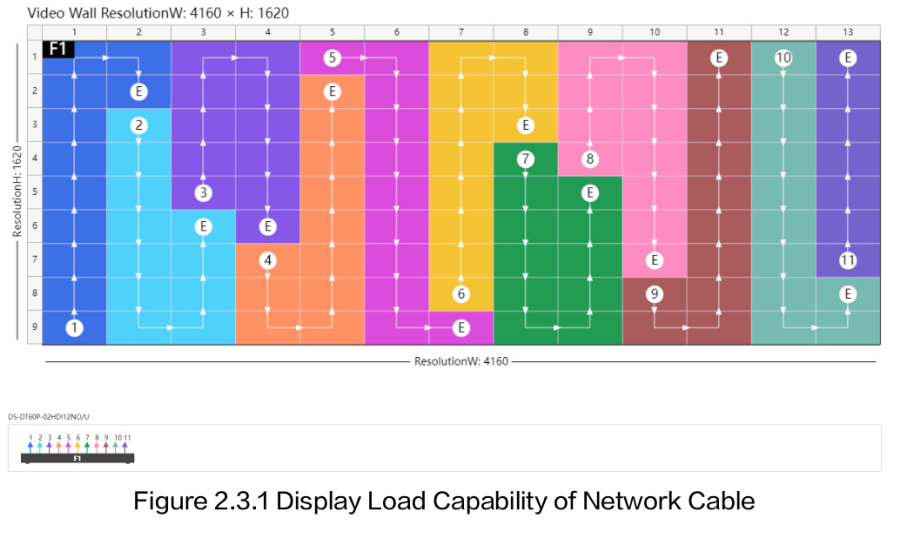 Video Wall ResolutionW: 4160 × H: 1620
1 2 3 4 5 6 7 8 9 10 11 12 13
F1
1 5 E 10 E
2 E E
3 2 E
4 7 8
5 3 E
6 E E
7 4 E 11
8 6 9 E
9 1 E
ResolutionH: 1620
ResolutionW: 4160
DS-DT60P-02HDI12NO/U
1 2 3 4 5 6 7 8 9 10 11
F1
Figure 2.3.1 Display Load Capability of Network Cable